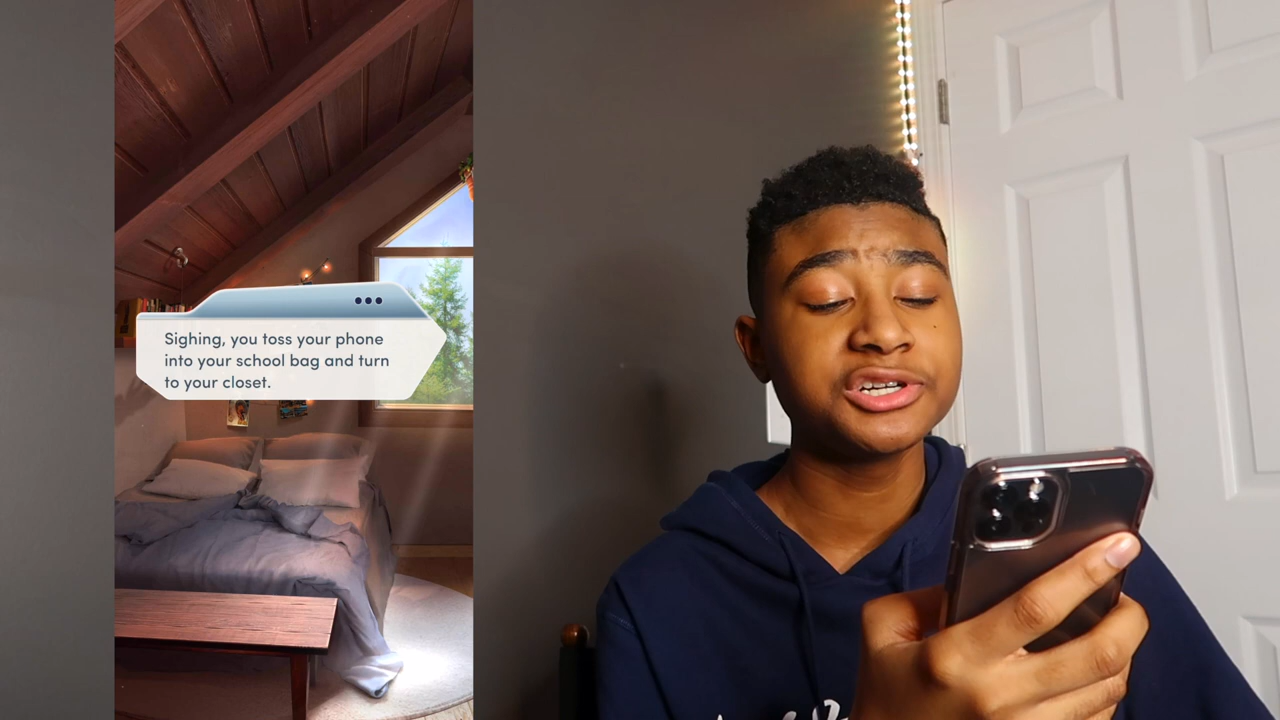 Sighing, you toss your phone
into your school bag and turn
to your closet.